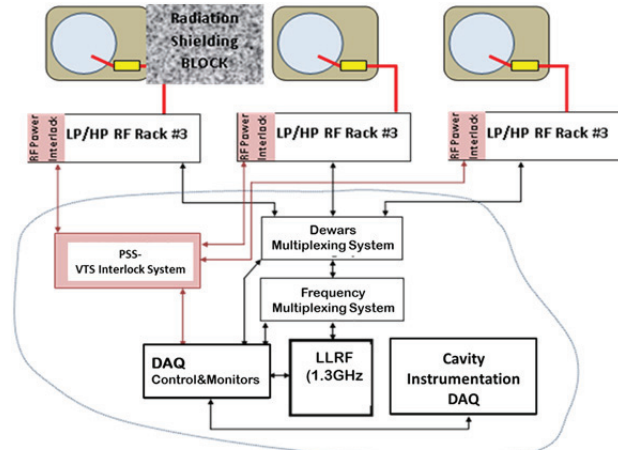 Radiation
Shielding
BLOCK
RF Power
Interlock
LP/HP RF Rack #3
RF Power
Interlock
LP/HP RF Rack #3
RF Power
Interlock
LP/HP RF Rack #3
Dewars
Multiplexing System
PSS-
VTS Interlock System
Frequency
Multiplexing System
DAQ
Control&Monitors
LLRF
(1.3GHz
Cavity
Instrumentation
DAQ